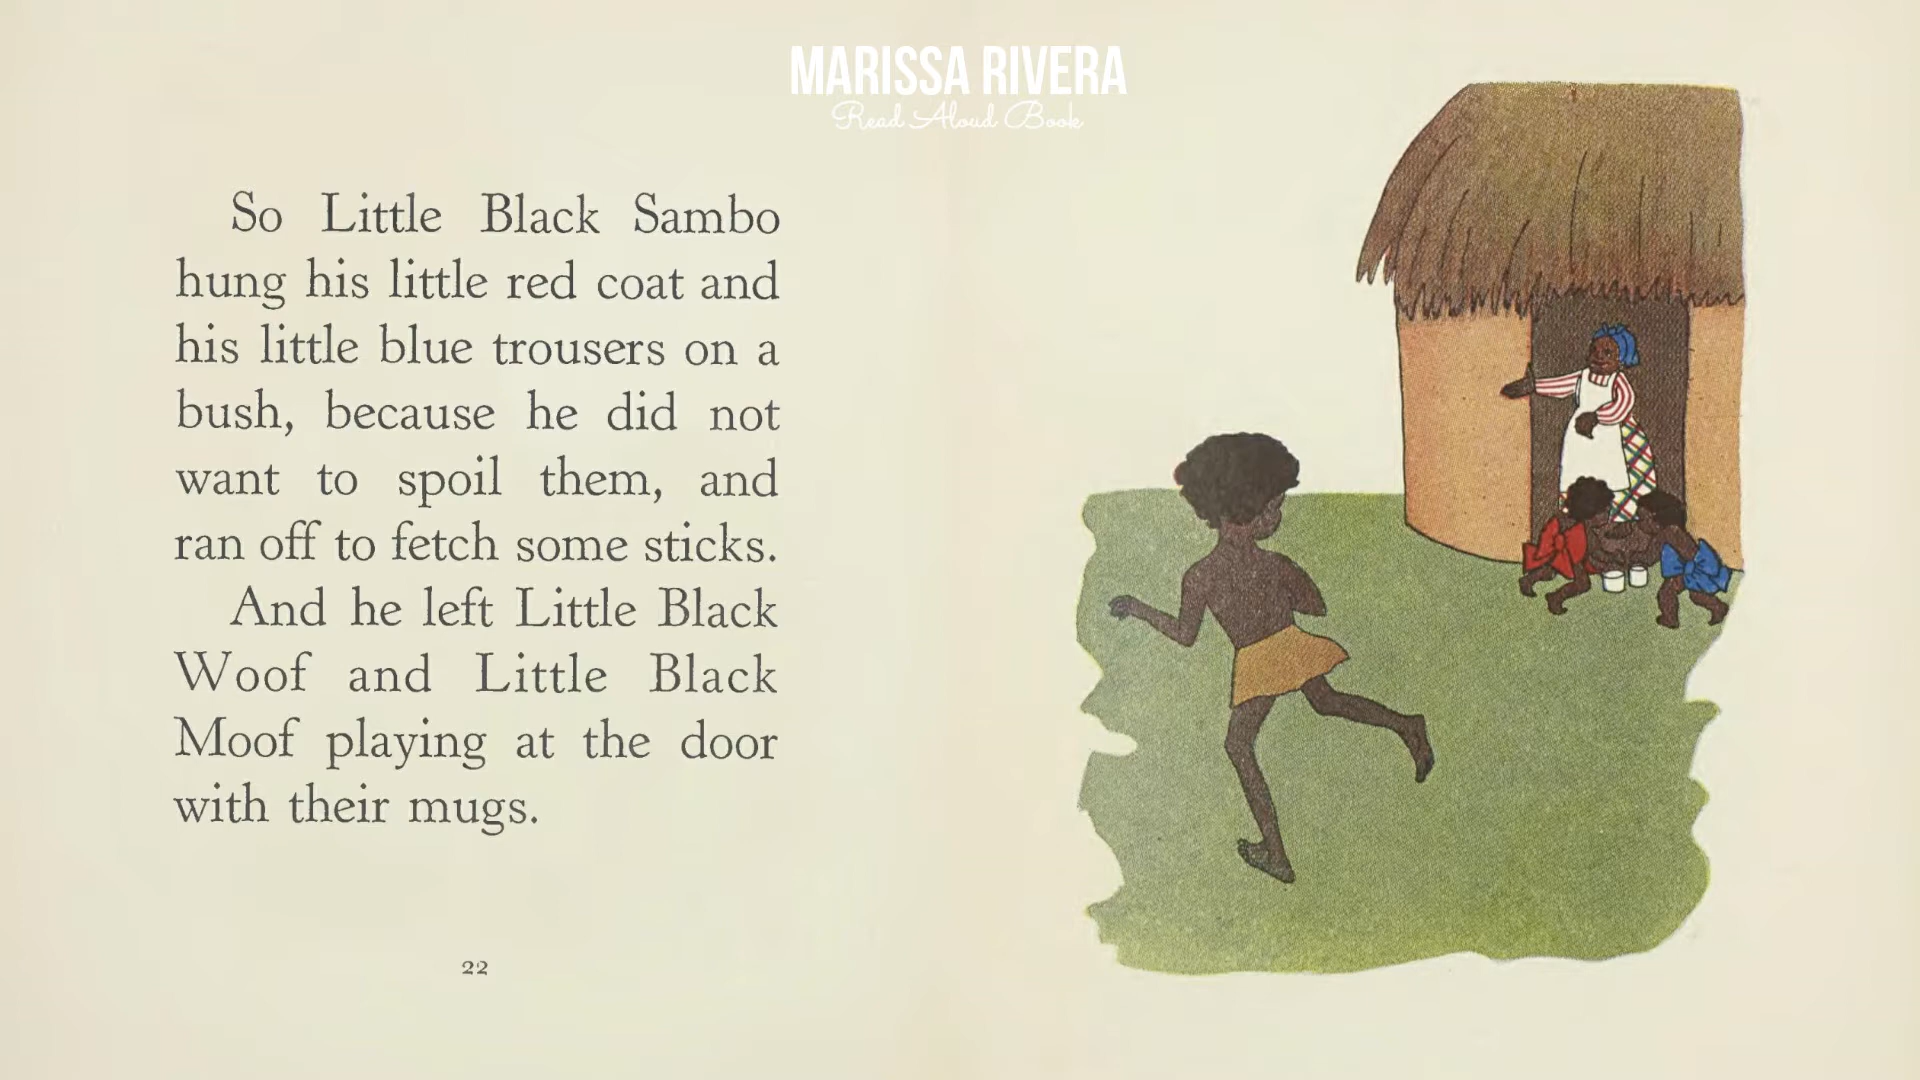 MARISSA RIVERA
Read Aloud Book
So Little Black Sambo
hung his little red coat and
his little blue trousers on a
bush, because he did not
want to spoil them, and
ran off to fetch some sticks.
And he left Little Black
Woof and Little Black
Moof playing at the door
with their mugs.
22